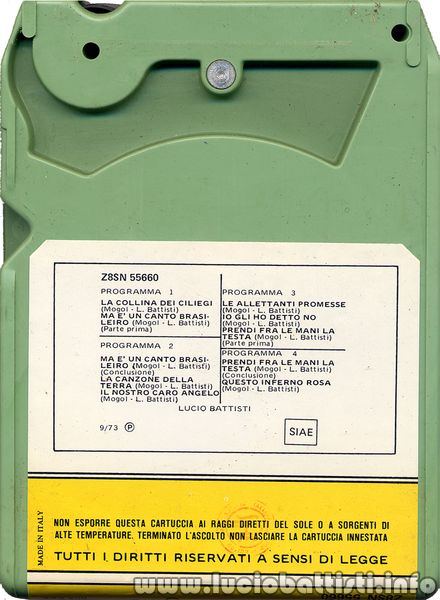 Z8SN 55660
PROGRAMMA 1
LA COLLINA DEI CILIEGI
(Mogol - L. Battisti)
MA E' UN CANTO BRASI-
LEIRO (Mogol - L. Battisti)
(Parte prima)
PROGRAMMA 2
MA E' UN CANTO BRASI-
LEIRO (Mogol - L. Battisti)
(Conclusione)
LA CANZONE DELLA
TERRA (Mogol - L. Battisti)
IL NOSTRO CARO ANGELO
(Mogol - L. Battisti)
PROGRAMMA 3
LE ALLETTANTI PROMESSE
(Mogol - L. Battisti)
IO GLI HO DETTO NO
(Mogol - L. Battisti)
PRENDI FRA LE MANI LA
TESTA (Mogol - L. Battisti)
(Parte prima)
PROGRAMMA 4
PRENDI FRA LE MANI LA
TESTA (Mogol - L. Battisti)
(Conclusione)
QUESTO INFERNO ROSA
(Mogol - L. Battisti)
LUCIO BATTISTI
9/73 Ⓟ
SIAE
MADE IN ITALY
NON ESPORRE QUESTA CARTUCCIA AI RAGGI DIRETTI DEL SOLE O A SORGENTI DI
ALTE TEMPERATURE. TERMINATO L'ASCOLTO NON LASCIARE LA CARTUCCIA INNESTATA
TUTTI I DIRITTI RISERVATI A SENSI DI LEGGE
www.luciobattisti.info